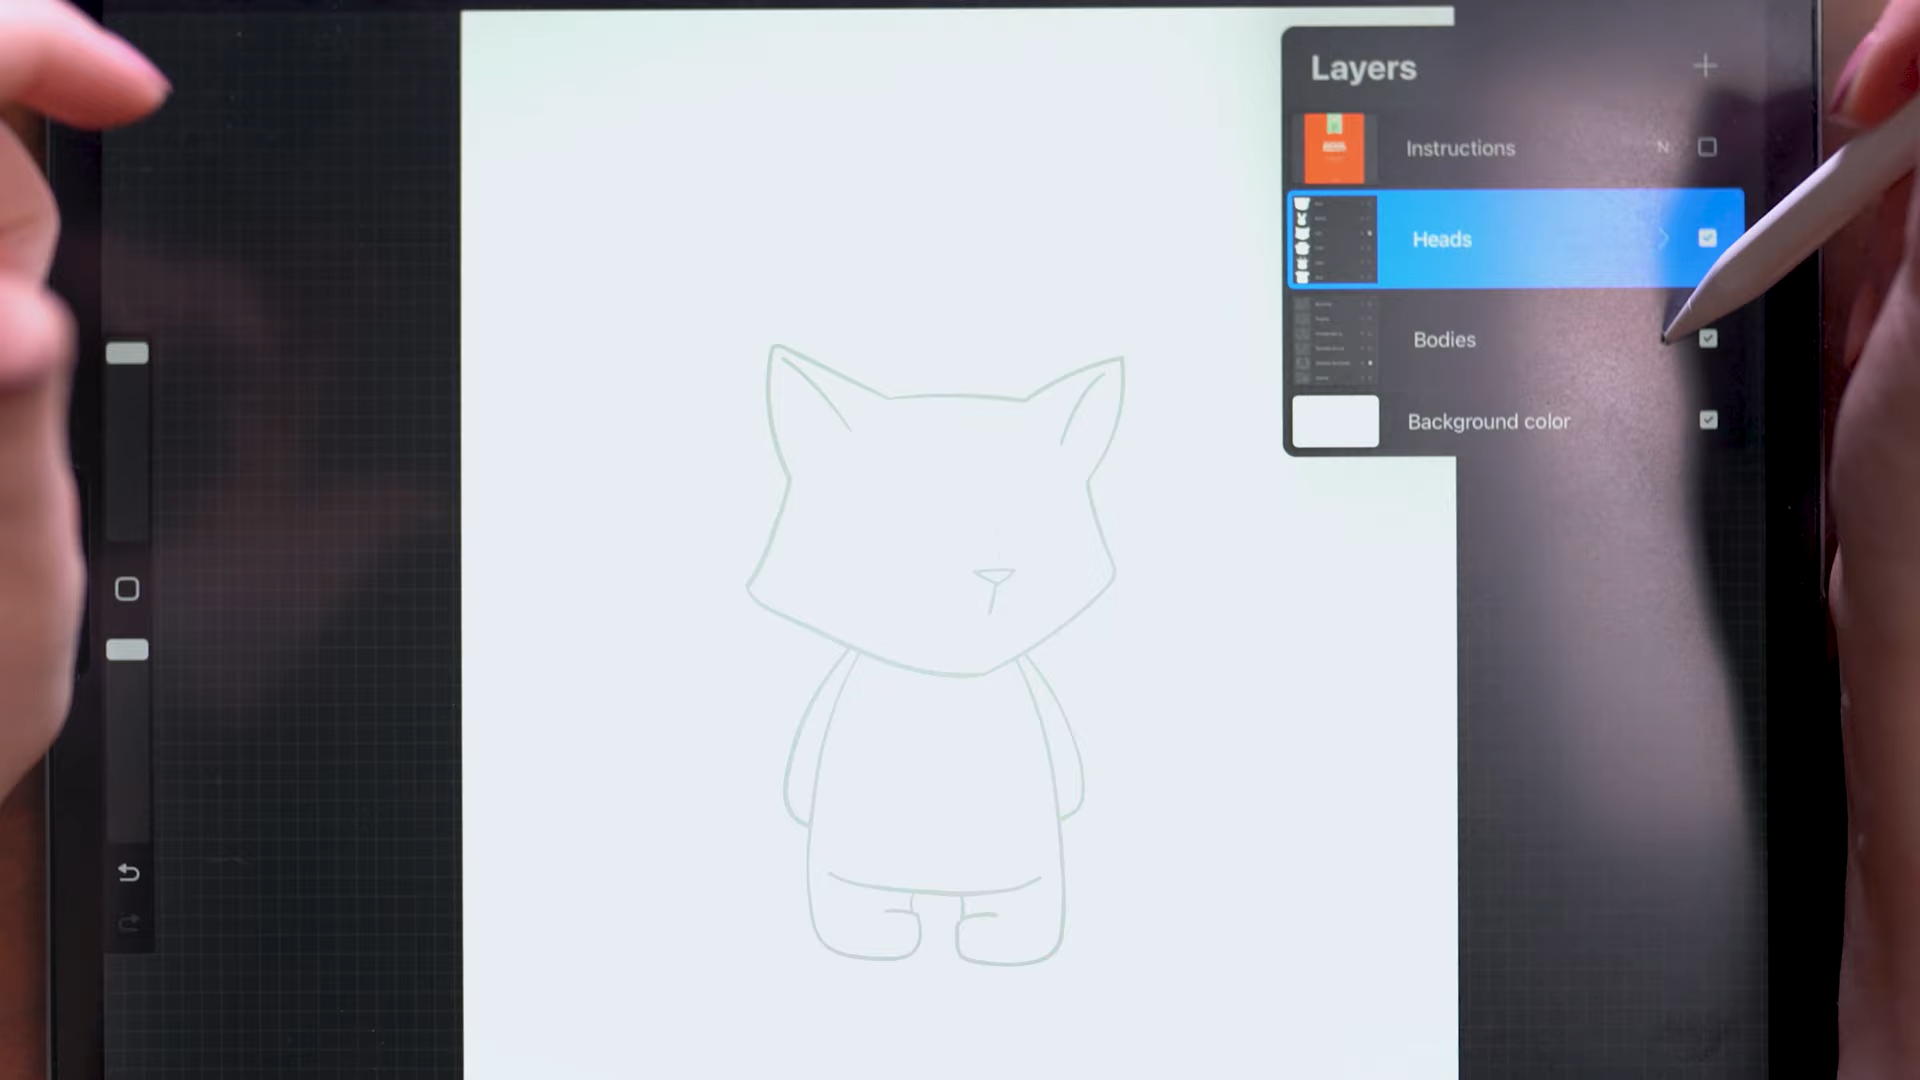 Layers
Instructions N
Heads
Bodies
Background color